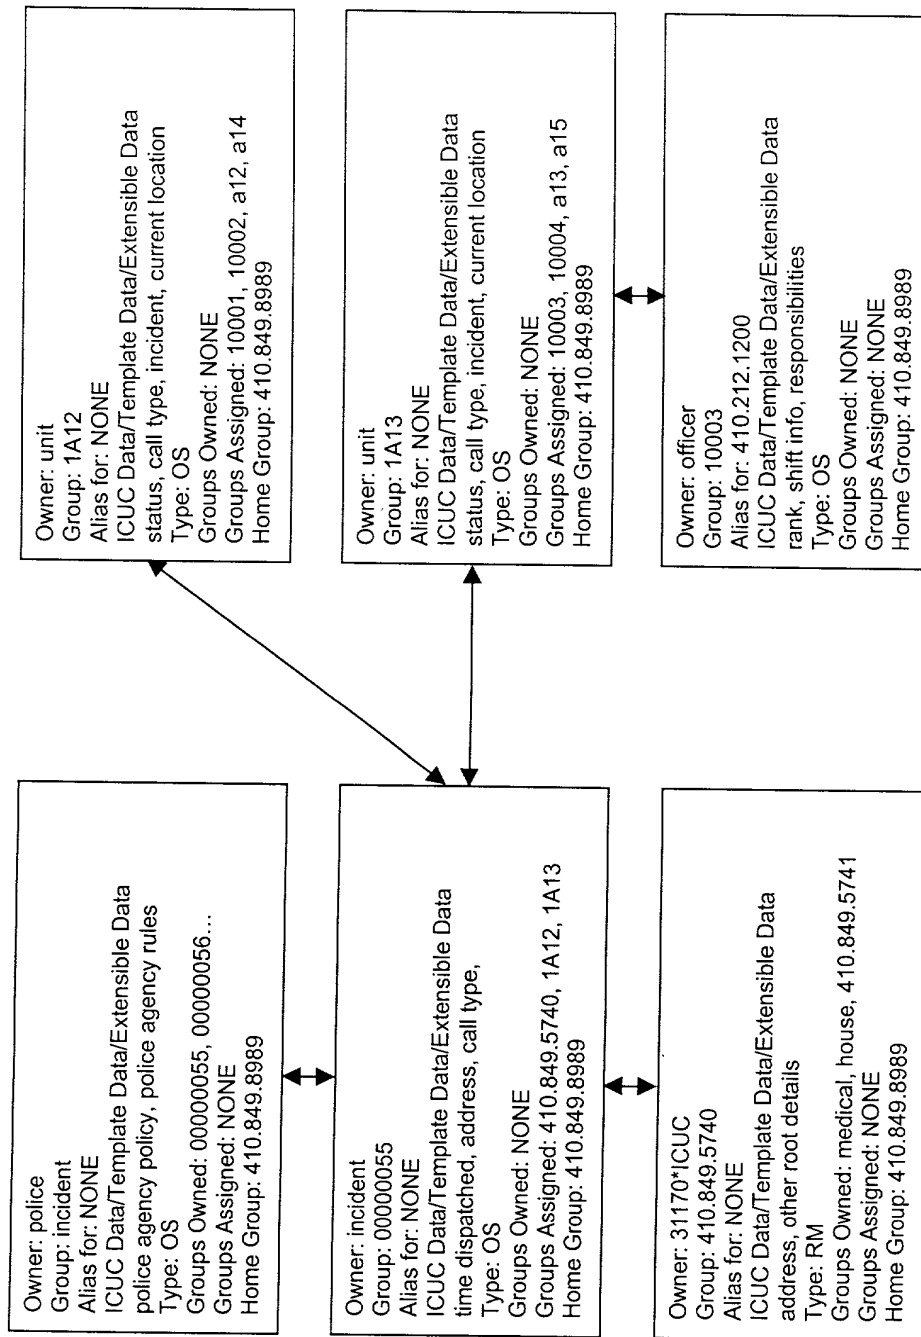 Owner: police
Group: incident
Alias for: NONE
ICUC Data/Template Data/Extensible Data
police agency policy, police agency rules
Type: OS
Groups Owned: 00000055, 00000056...
Groups Assigned: NONE
Home Group: 410.849.8989
Owner: incident
Group: 00000055
Alias for: NONE
ICUC Data/Template Data/Extensible Data
time dispatched, address, call type,
Type: OS
Groups Owned: NONE
Groups Assigned: 410.849.5740, 1A12, 1A13
Home Group: 410.849.8989
Owner: 31170*ICUC
Group: 410.849.5740
Alias for: NONE
ICUC Data/Template Data/Extensible Data
address, other root details
Type: RM
Groups Owned: medical, house, 410.849.5741
Groups Assigned: NONE
Home Group: 410.849.8989
Owner: unit
Group: 1A12
Alias for: NONE
ICUC Data/Template Data/Extensible Data
status, call type, incident, current location
Type: OS
Groups Owned: NONE
Groups Assigned: 10001, 10002, a12, a14
Home Group: 410.849.8989
Owner: unit
Group: 1A13
Alias for: NONE
ICUC Data/Template Data/Extensible Data
status, call type, incident, current location
Type: OS
Groups Owned: NONE
Groups Assigned: 10003, 10004, a13, a15
Home Group: 410.849.8989
Owner: officer
Group: 10003
Alias for: 410.212.1200
ICUC Data/Template Data/Extensible Data
rank, shift info, responsibilities
Type: OS
Groups Owned: NONE
Groups Assigned: NONE
Home Group: 410.849.8989